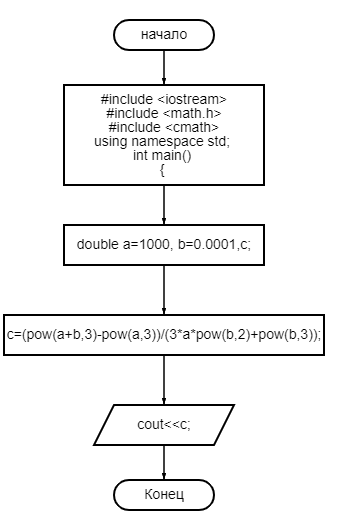 начало
#include <iostream>
#include <math.h>
#include <cmath>
using namespace std;
int main()
{
double a=1000, b=0.0001,c;
c=(pow(a+b,3)-pow(a,3))/(3*a*pow(b,2)+pow(b,3));
cout<<c;
Конец